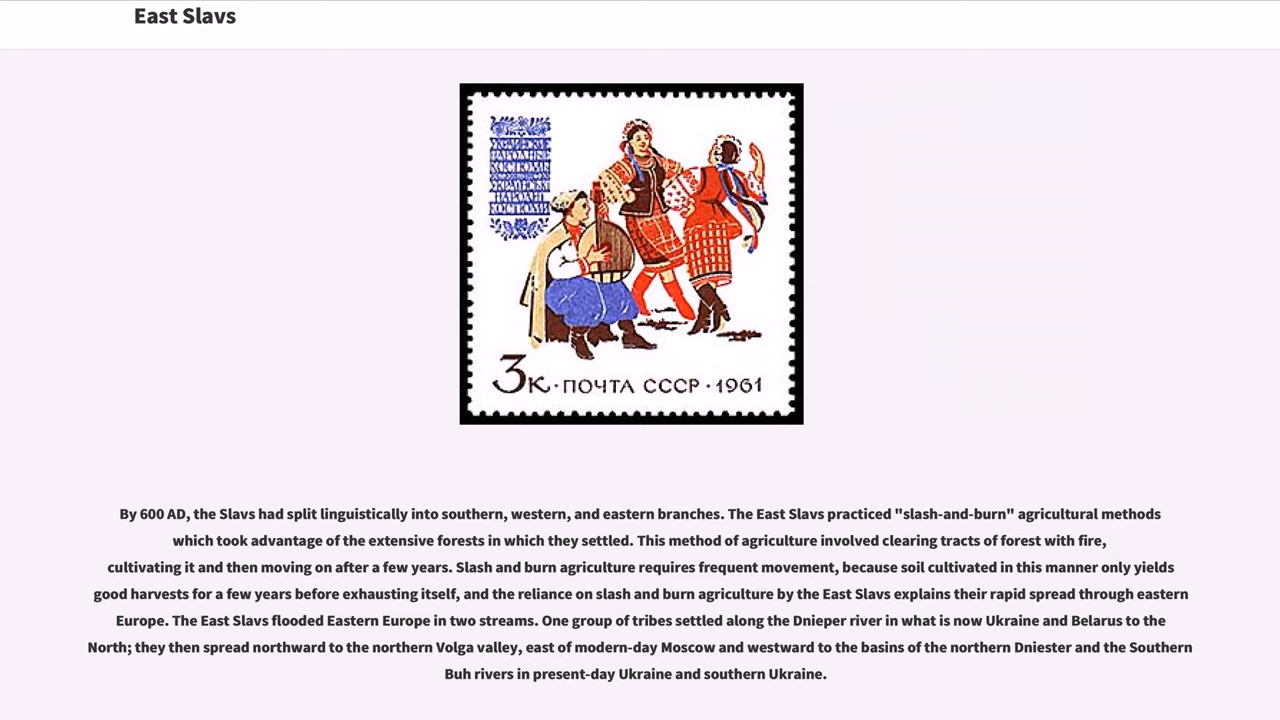 East Slavs
УКРАИНСКИЕ
НАРОДНЫЕ
КОСТЮМЫ
УКРАЇНСЬКІ
НАРОДНІ
КОСТЮМИ
3к·ПОЧТА СССР·1961
By 600 AD, the Slavs had split linguistically into southern, western, and eastern branches. The East Slavs practiced "slash-and-burn" agricultural methods
which took advantage of the extensive forests in which they settled. This method of agriculture involved clearing tracts of forest with fire,
cultivating it and then moving on after a few years. Slash and burn agriculture requires frequent movement, because soil cultivated in this manner only yields
good harvests for a few years before exhausting itself, and the reliance on slash and burn agriculture by the East Slavs explains their rapid spread through eastern
Europe. The East Slavs flooded Eastern Europe in two streams. One group of tribes settled along the Dnieper river in what is now Ukraine and Belarus to the
North; they then spread northward to the northern Volga valley, east of modern-day Moscow and westward to the basins of the northern Dniester and the Southern
Buh rivers in present-day Ukraine and southern Ukraine.